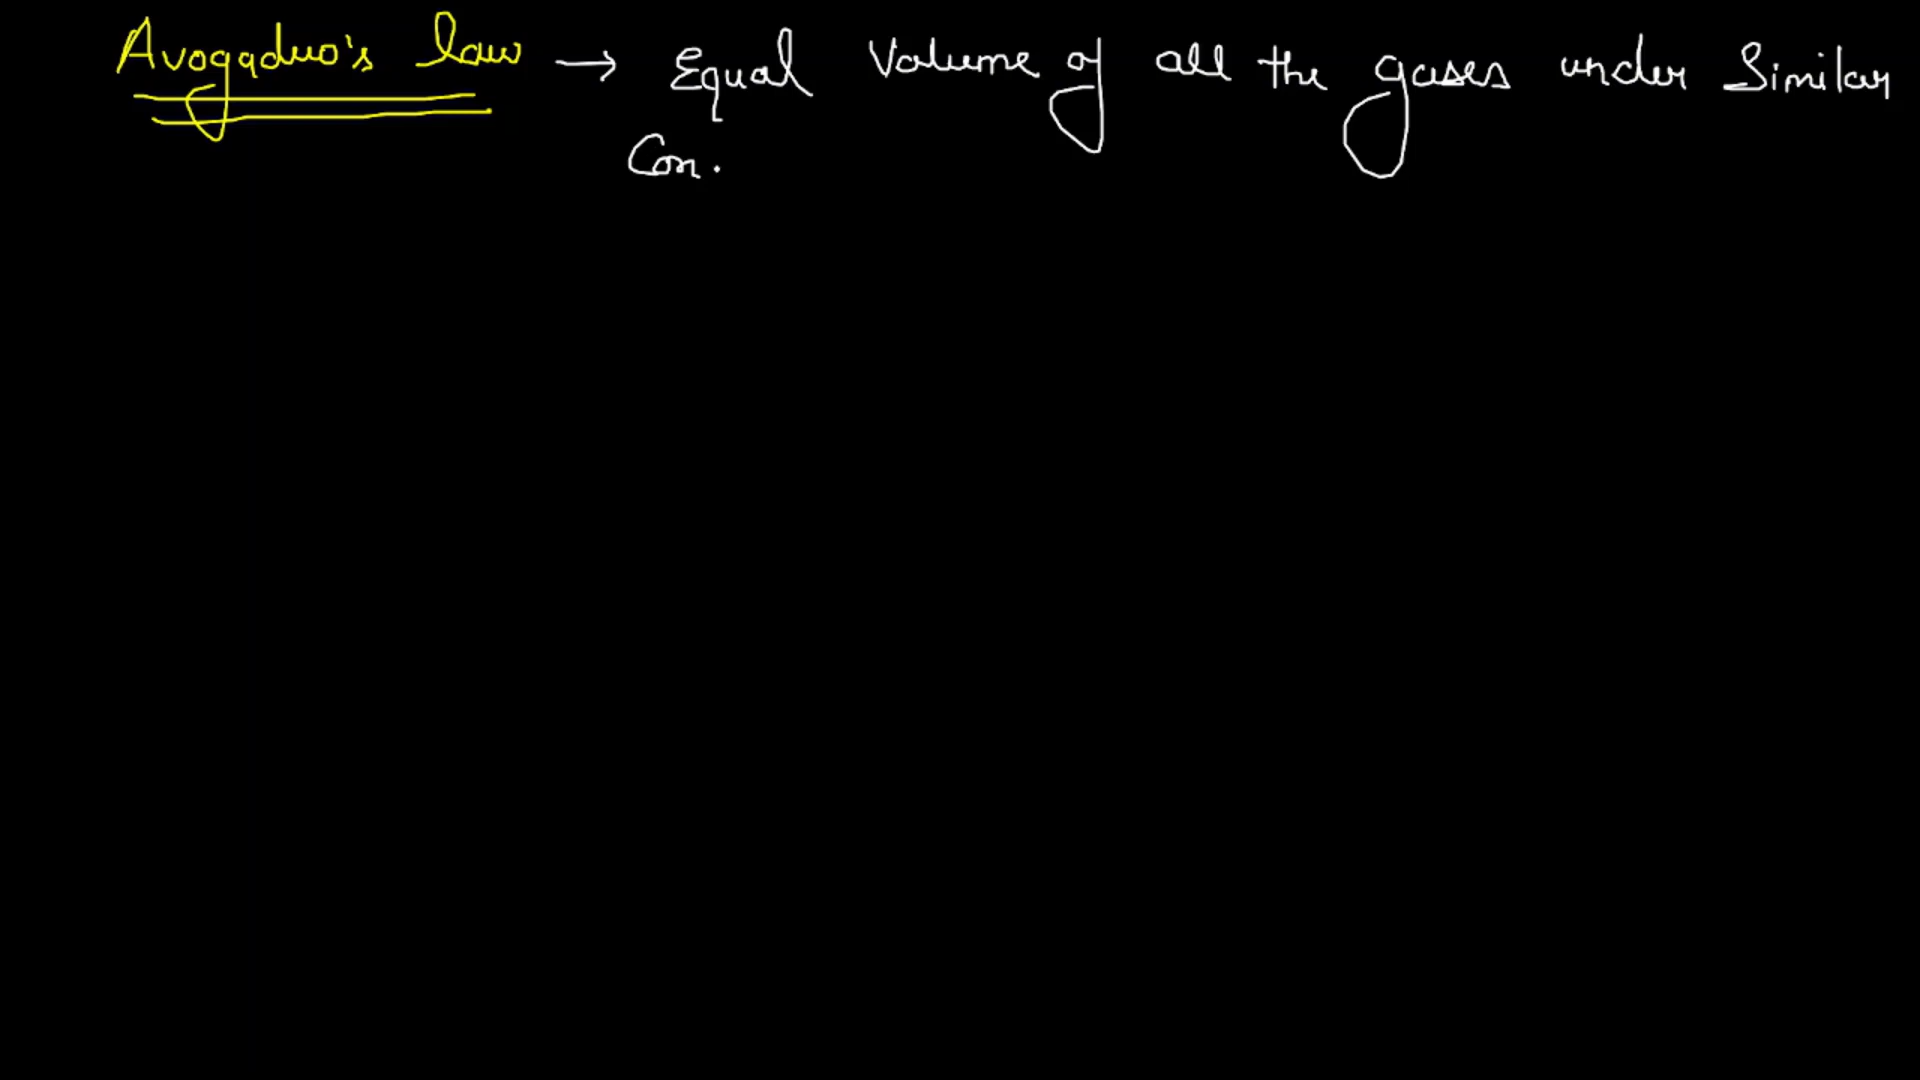 Avogadro's law → Equal Volume of all the gases under Similar
Con.